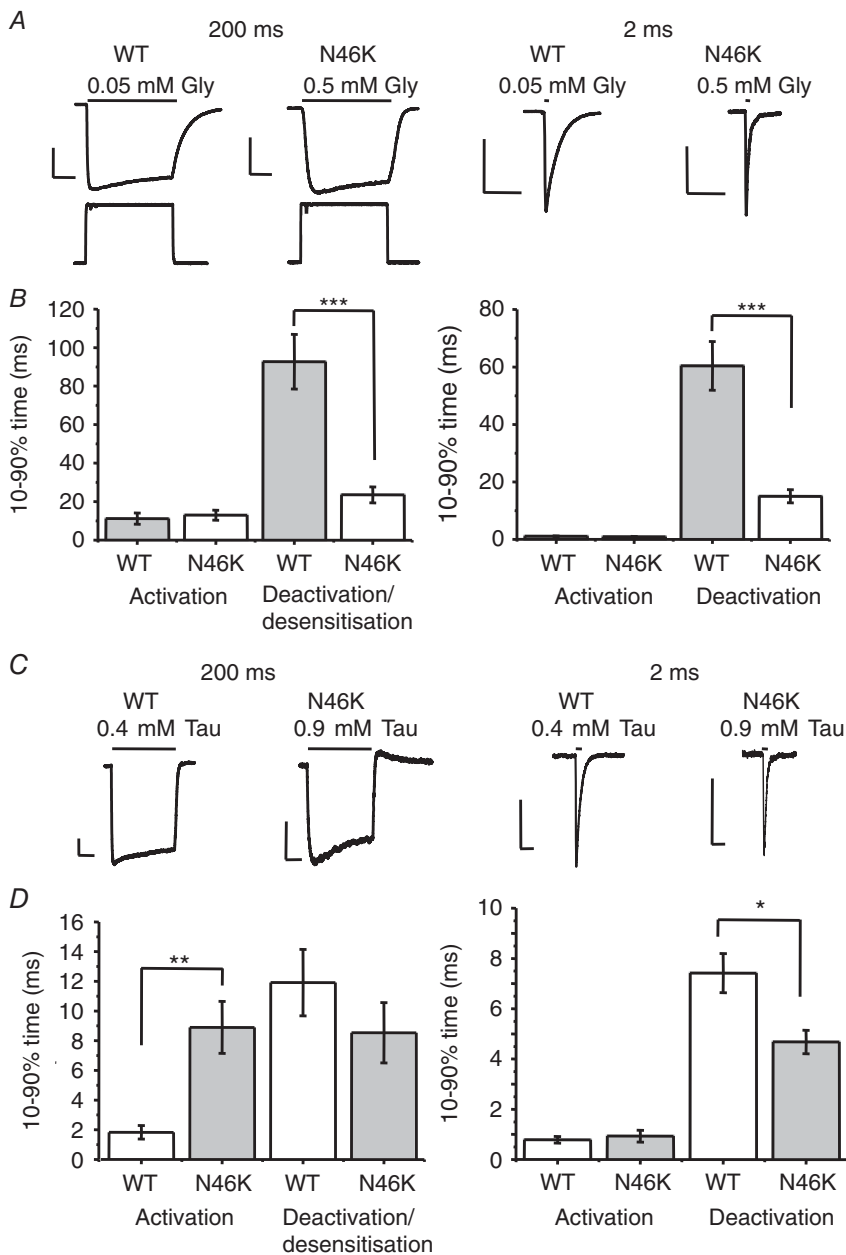 A
200 ms
2 ms
WT
N46K
WT
N46K
0.05 mM Gly
0.5 mM Gly
0.05 mM Gly
0.5 mM Gly
B
10-90% time (ms)
120
100
80
60
40
20
0
***
WT
N46K
WT
N46K
Activation
Deactivation/
desensitisation
10-90% time (ms)
80
60
40
20
0
***
WT
N46K
WT
N46K
Activation
Deactivation
C
200 ms
2 ms
WT
N46K
WT
N46K
0.4 mM Tau
0.9 mM Tau
0.4 mM Tau
0.9 mM Tau
D
10-90% time (ms)
16
14
12
10
8
6
4
2
0
**
WT
N46K
WT
N46K
Activation
Deactivation/
desensitisation
10-90% time (ms)
10
8
6
4
2
0
*
WT
N46K
WT
N46K
Activation
Deactivation